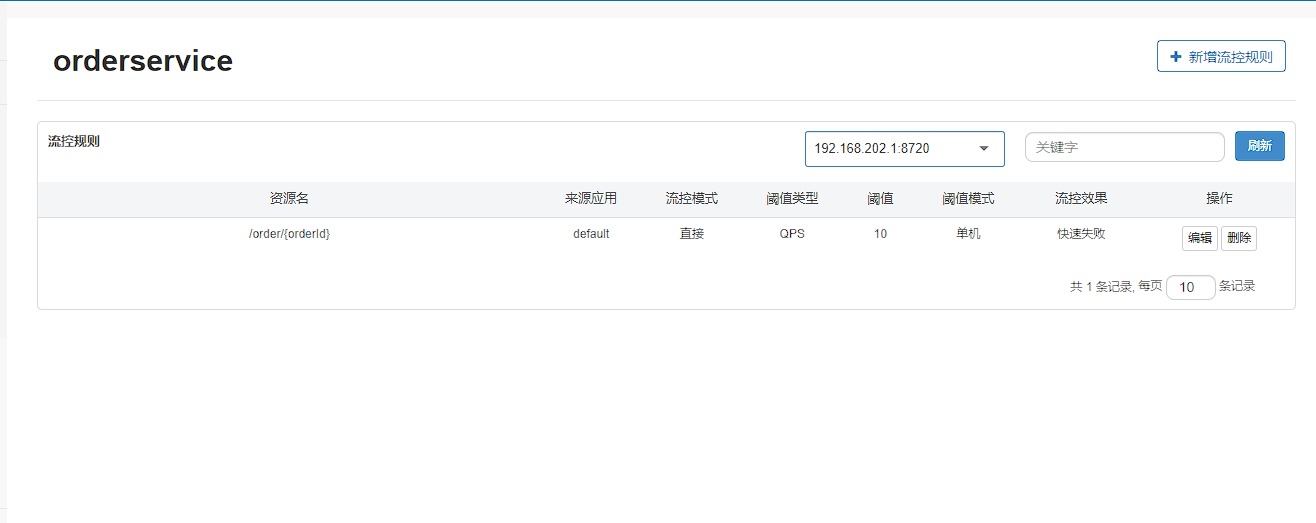 orderservice
+ 新增流控规则
流控规则
192.168.202.1:8720
关键字
刷新
资源名 来源应用 流控模式 阈值类型 阈值 阈值模式 流控效果 操作
/order/{orderId} default 直接 QPS 10 单机 快速失败 编辑 删除
共 1 条记录, 每页 10 条记录